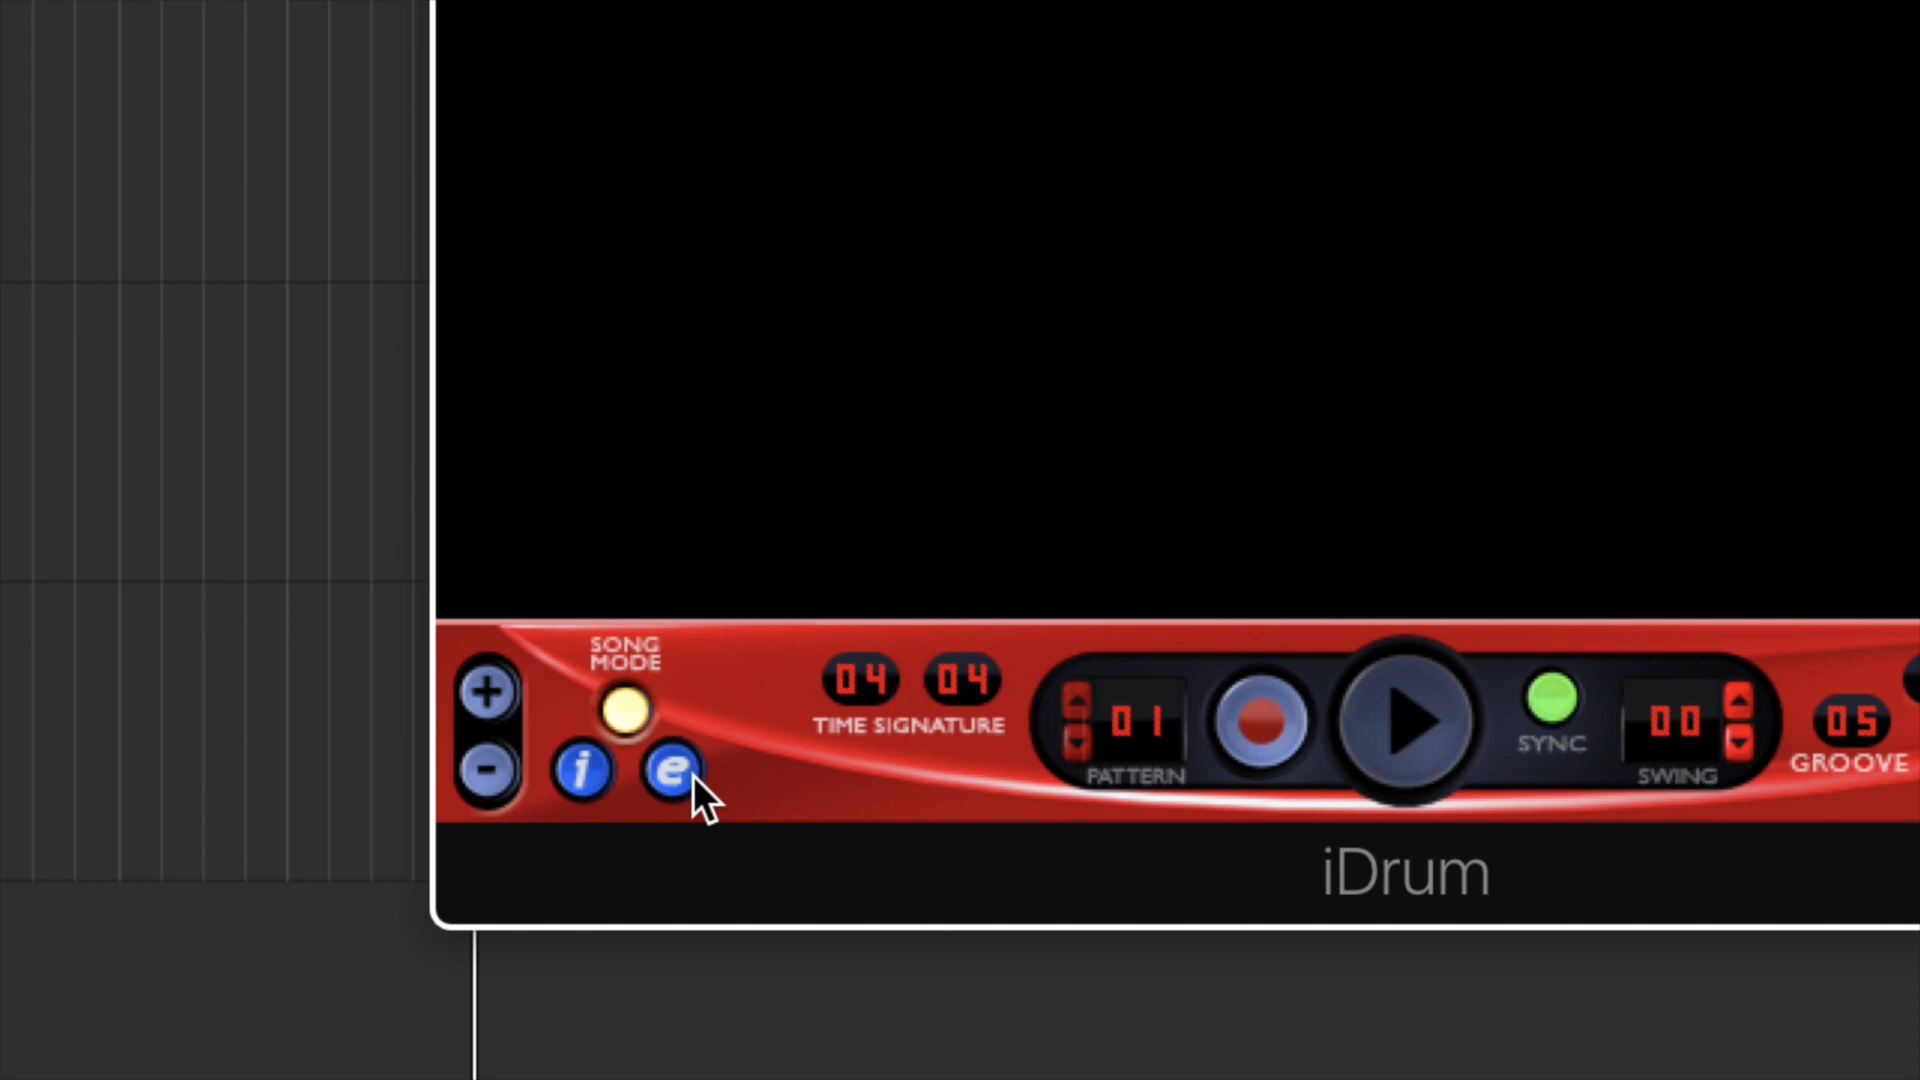 SONG
MODE
+
-
i
e
04 04
TIME SIGNATURE
01
PATTERN
SYNC
00
SWING
05
GROOVE
iDrum